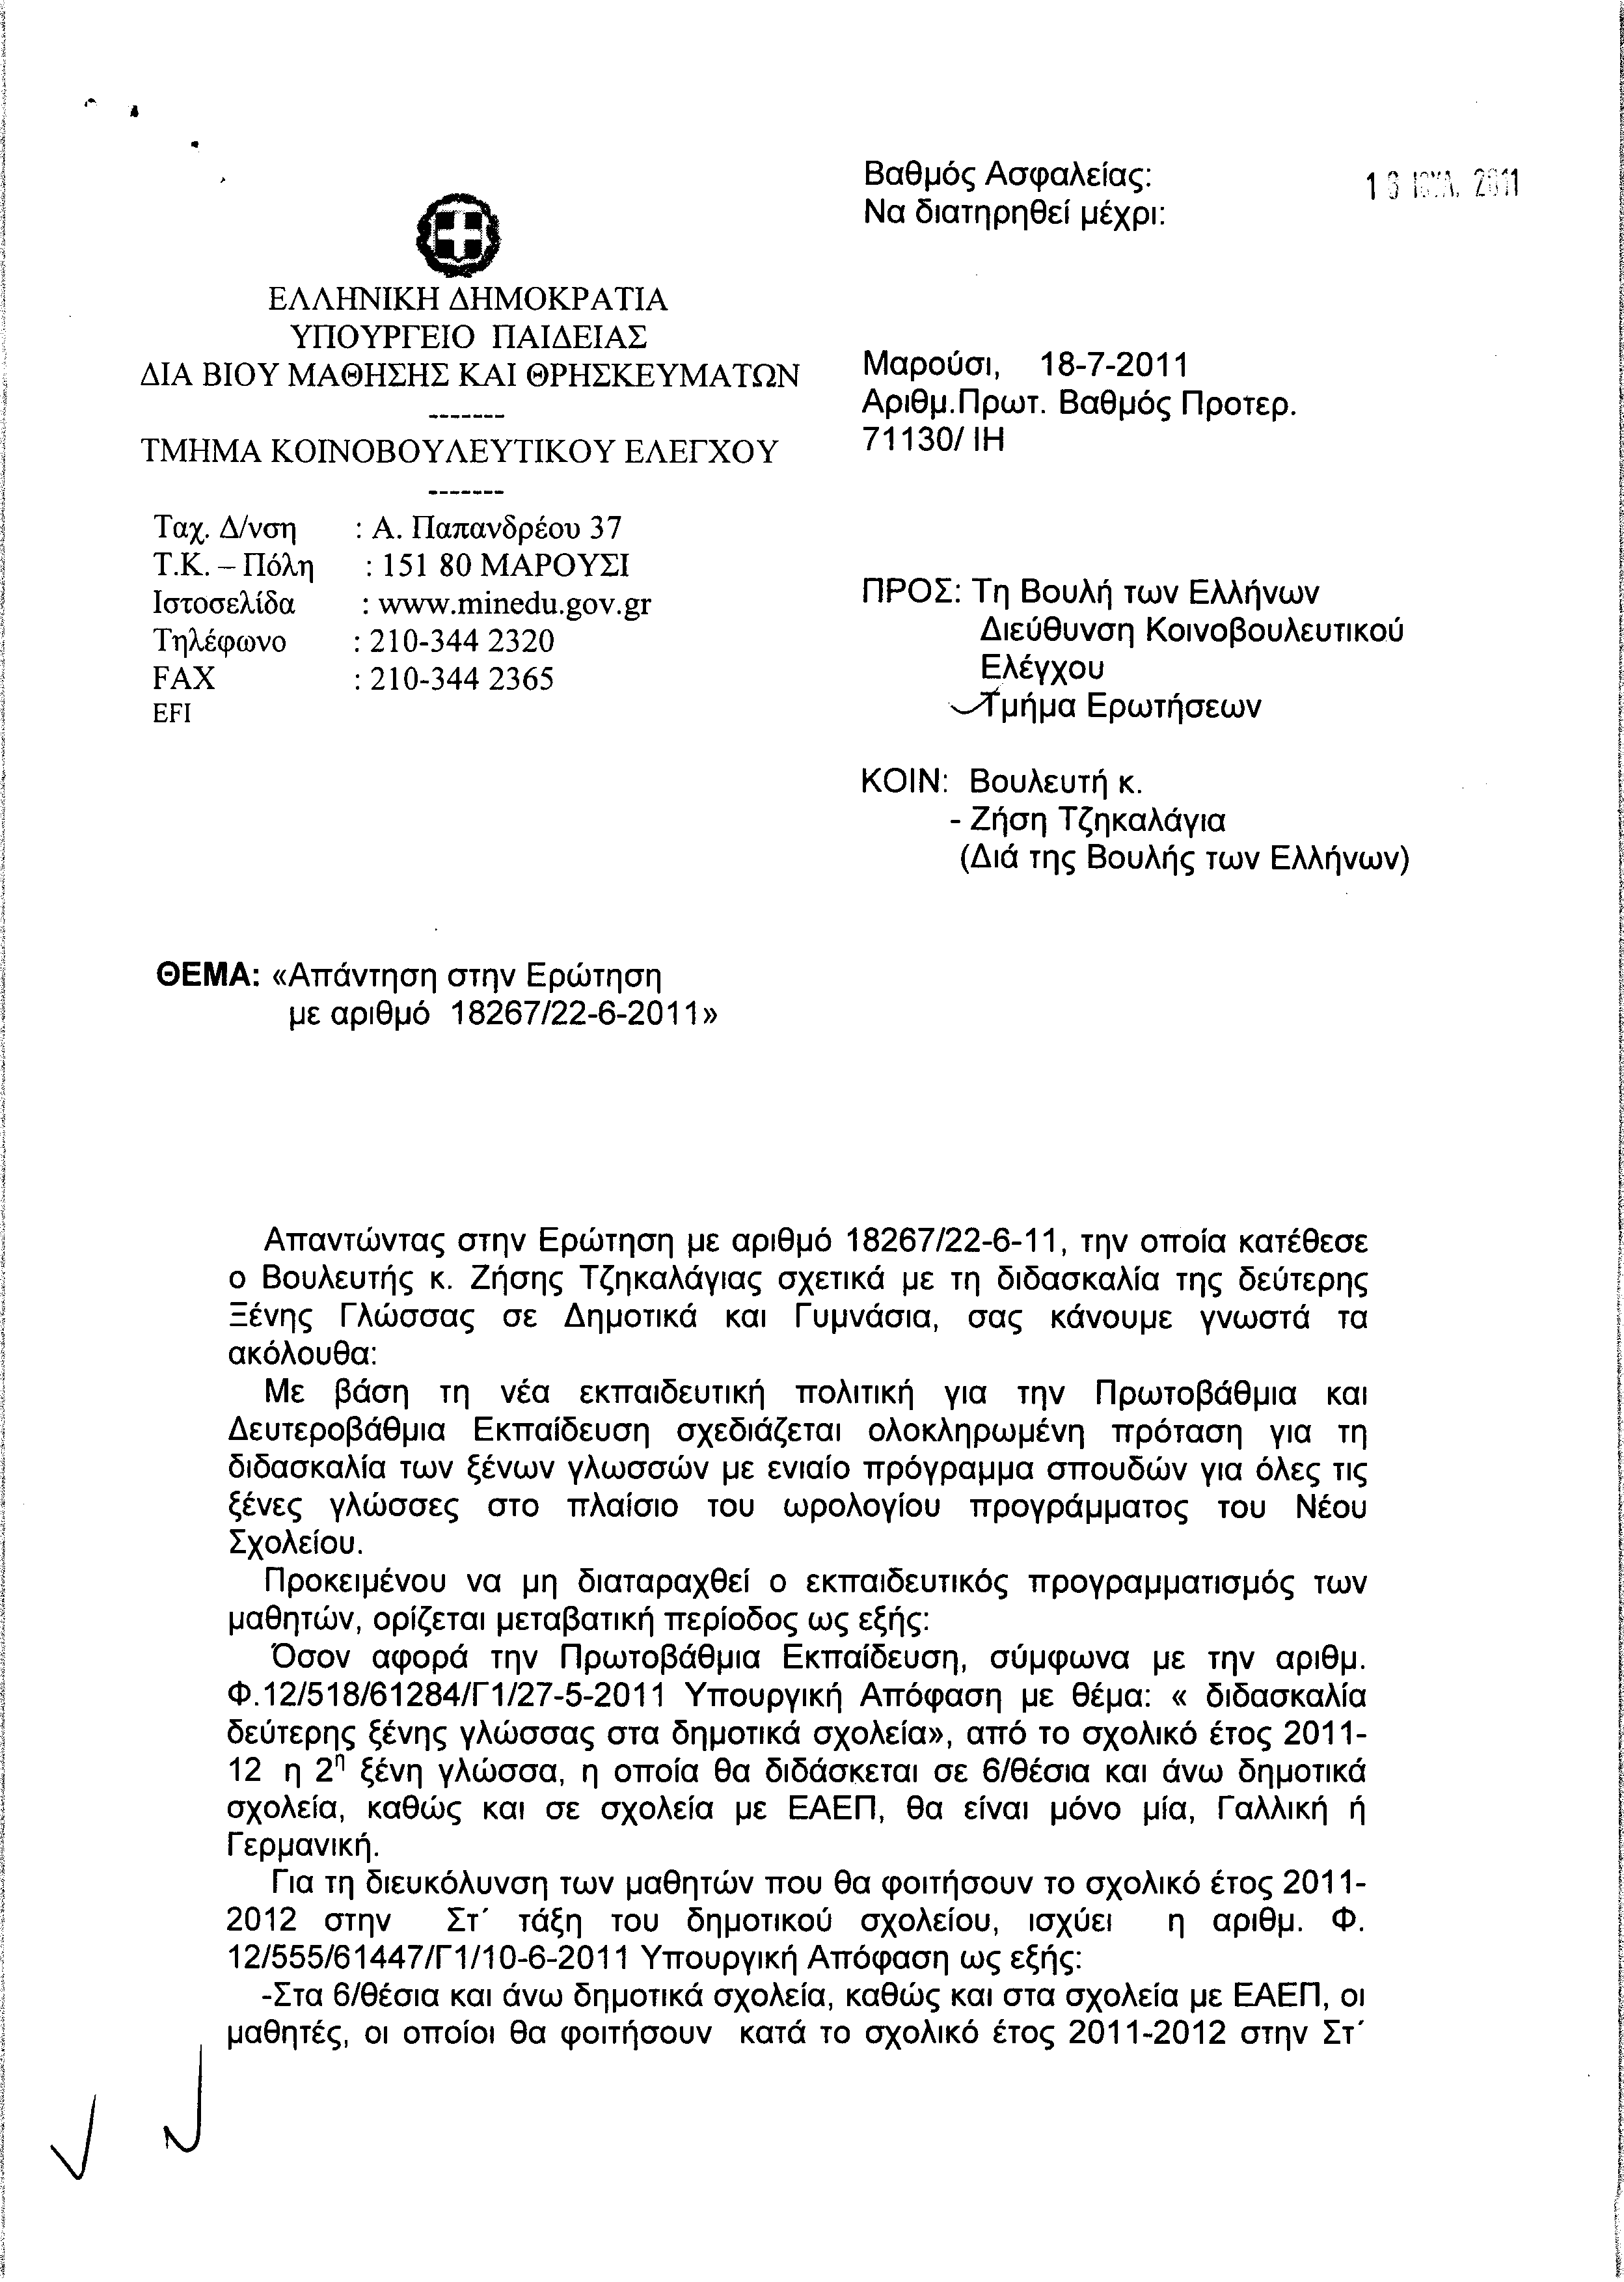 Βαθμός Ασφαλείας:
Να διατηρηθεί μέχρι:
2011
ΕΛΛΗΝΙΚΗ ΔΗΜΟΚΡΑΤΙΑ
ΥΠΟΥΡΓΕΙΟ ΠΑΙΔΕΙΑΣ
ΔΙΑ ΒΙΟΥ ΜΑΘΗΣΗΣ ΚΑΙ ΘΡΗΣΚΕΥΜΑΤΩΝ
-------
ΤΜΗΜΑ ΚΟΙΝΟΒΟΥΛΕΥΤΙΚΟΥ ΕΛΕΓΧΟΥ
-------
Ταχ. Δ/νση : Α. Παπανδρέου 37
Τ.Κ. – Πόλη : 151 80 ΜΑΡΟΥΣΙ
Ιστοσελίδα : www.minedu.gov.gr
Τηλέφωνο : 210-344 2320
FAX : 210-344 2365
EFI
Μαρούσι, 18-7-2011
Αριθμ.Πρωτ. Βαθμός Προτερ.
71130/ ΙΗ
ΠΡΟΣ: Τη Βουλή των Ελλήνων
Διεύθυνση Κοινοβουλευτικού
Ελέγχου
Τμήμα Ερωτήσεων
ΚΟΙΝ: Βουλευτή κ.
- Ζήση Τζηκαλάγια
(Διά της Βουλής των Ελλήνων)
ΘΕΜΑ: «Απάντηση στην Ερώτηση
με αριθμό 18267/22-6-2011»
Απαντώντας στην Ερώτηση με αριθμό 18267/22-6-11, την οποία κατέθεσε
ο Βουλευτής κ. Ζήσης Τζηκαλάγιας σχετικά με τη διδασκαλία της δεύτερης
Ξένης Γλώσσας σε Δημοτικά και Γυμνάσια, σας κάνουμε γνωστά τα
ακόλουθα:
Με βάση τη νέα εκπαιδευτική πολιτική για την Πρωτοβάθμια και
Δευτεροβάθμια Εκπαίδευση σχεδιάζεται ολοκληρωμένη πρόταση για τη
διδασκαλία των ξένων γλωσσών με ενιαίο πρόγραμμα σπουδών για όλες τις
ξένες γλώσσες στο πλαίσιο του ωρολογίου προγράμματος του Νέου
Σχολείου.
Προκειμένου να μη διαταραχθεί ο εκπαιδευτικός προγραμματισμός των
μαθητών, ορίζεται μεταβατική περίοδος ως εξής:
Όσον αφορά την Πρωτοβάθμια Εκπαίδευση, σύμφωνα με την αριθμ.
Φ.12/518/61284/Γ1/27-5-2011 Υπουργική Απόφαση με θέμα: « διδασκαλία
δεύτερης ξένης γλώσσας στα δημοτικά σχολεία», από το σχολικό έτος 2011-
12 η 2η ξένη γλώσσα, η οποία θα διδάσκεται σε 6/θέσια και άνω δημοτικά
σχολεία, καθώς και σε σχολεία με ΕΑΕΠ, θα είναι μόνο μία, Γαλλική ή
Γερμανική.
Για τη διευκόλυνση των μαθητών που θα φοιτήσουν το σχολικό έτος 2011-
2012 στην Στ΄ τάξη του δημοτικού σχολείου, ισχύει η αριθμ. Φ.
12/555/61447/Γ1/10-6-2011 Υπουργική Απόφαση ως εξής:
-Στα 6/θέσια και άνω δημοτικά σχολεία, καθώς και στα σχολεία με ΕΑΕΠ, οι
μαθητές, οι οποίοι θα φοιτήσουν κατά το σχολικό έτος 2011-2012 στην Στ΄